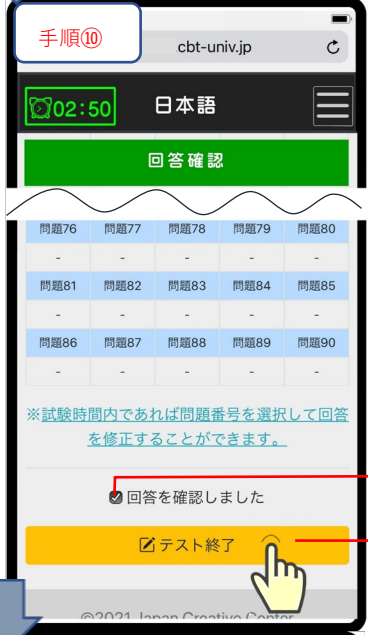 手順⑩
cbt-univ.jp
02:50 日本語
回答確認
問題76 問題77 問題78 問題79 問題80
- - - - -
問題81 問題82 問題83 問題84 問題85
- - - - -
問題86 問題87 問題88 問題89 問題90
- - - - -
※試験時間内であれば問題番号を選択して回答
を修正することができます。
回答を確認しました
テスト終了
©2021 Japan Creative Center